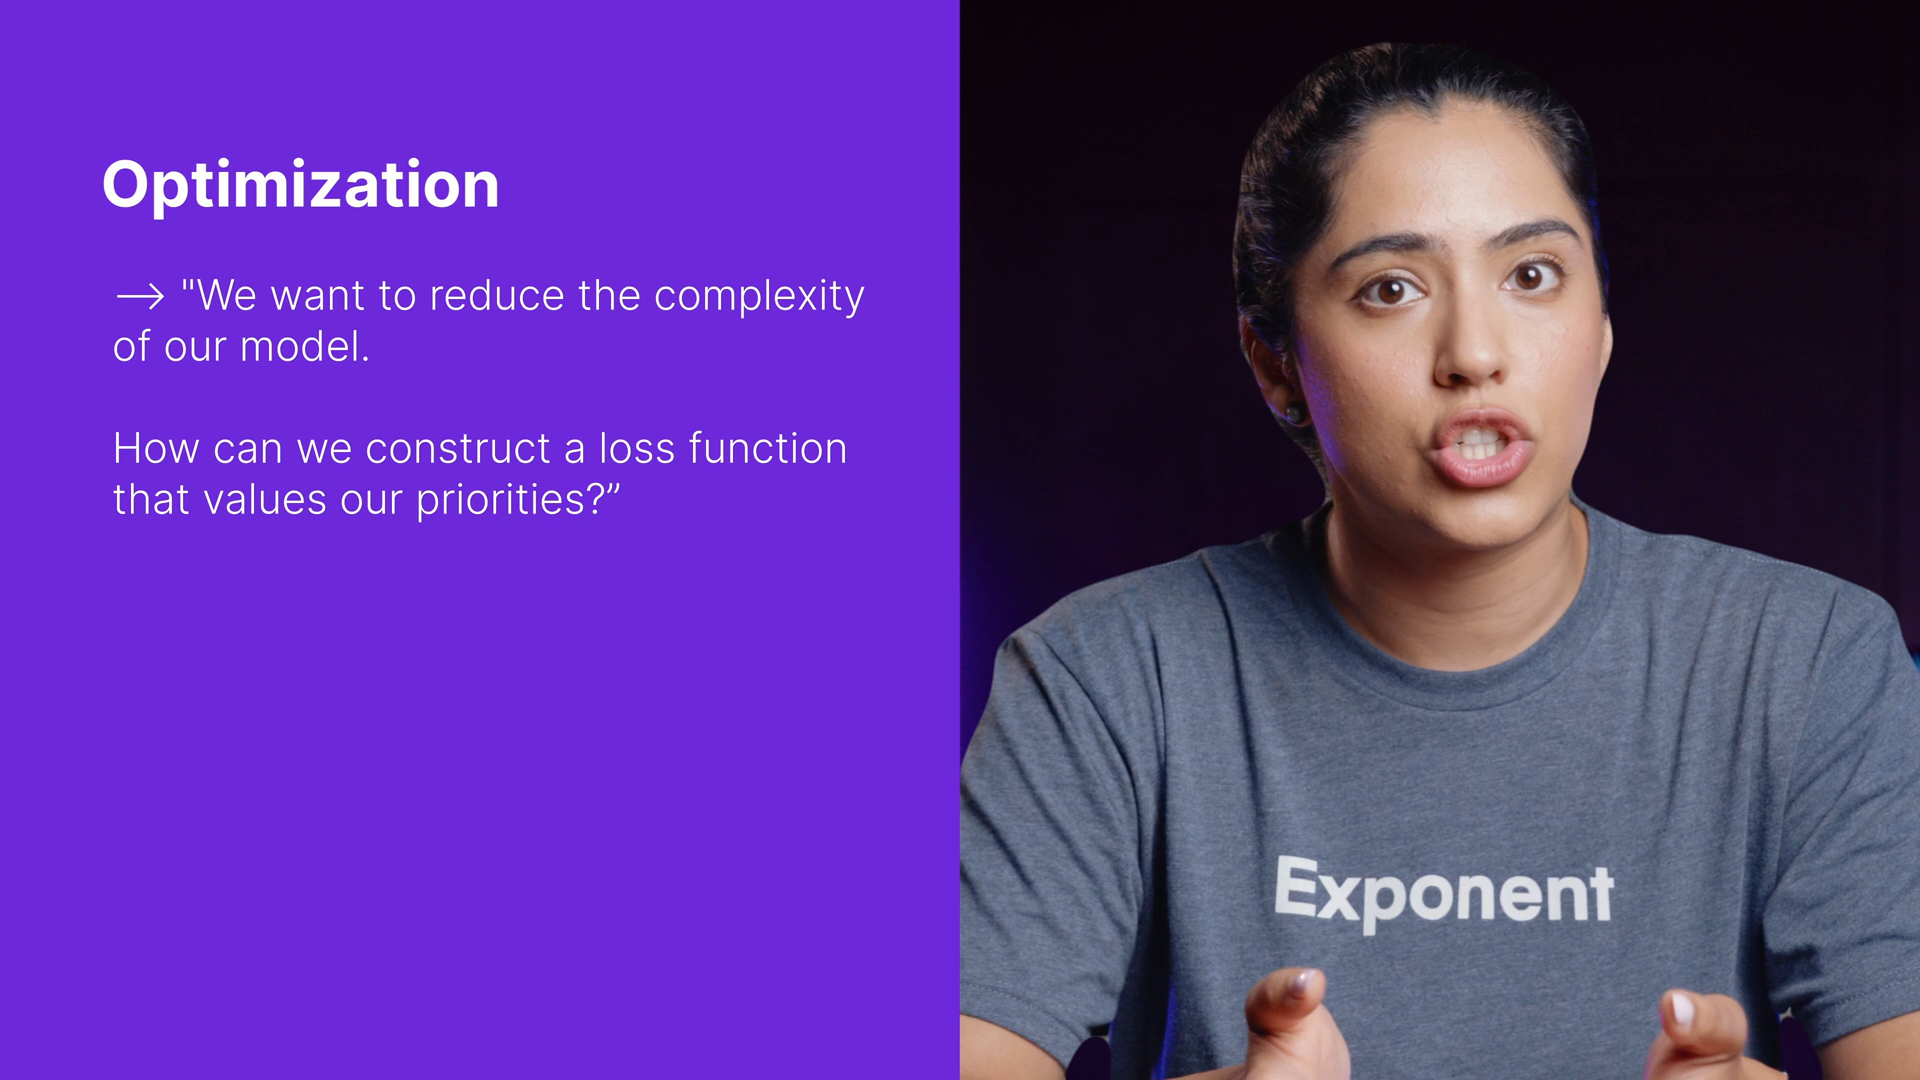 Optimization
→ "We want to reduce the complexity
of our model.
How can we construct a loss function
that values our priorities?”
Exponent